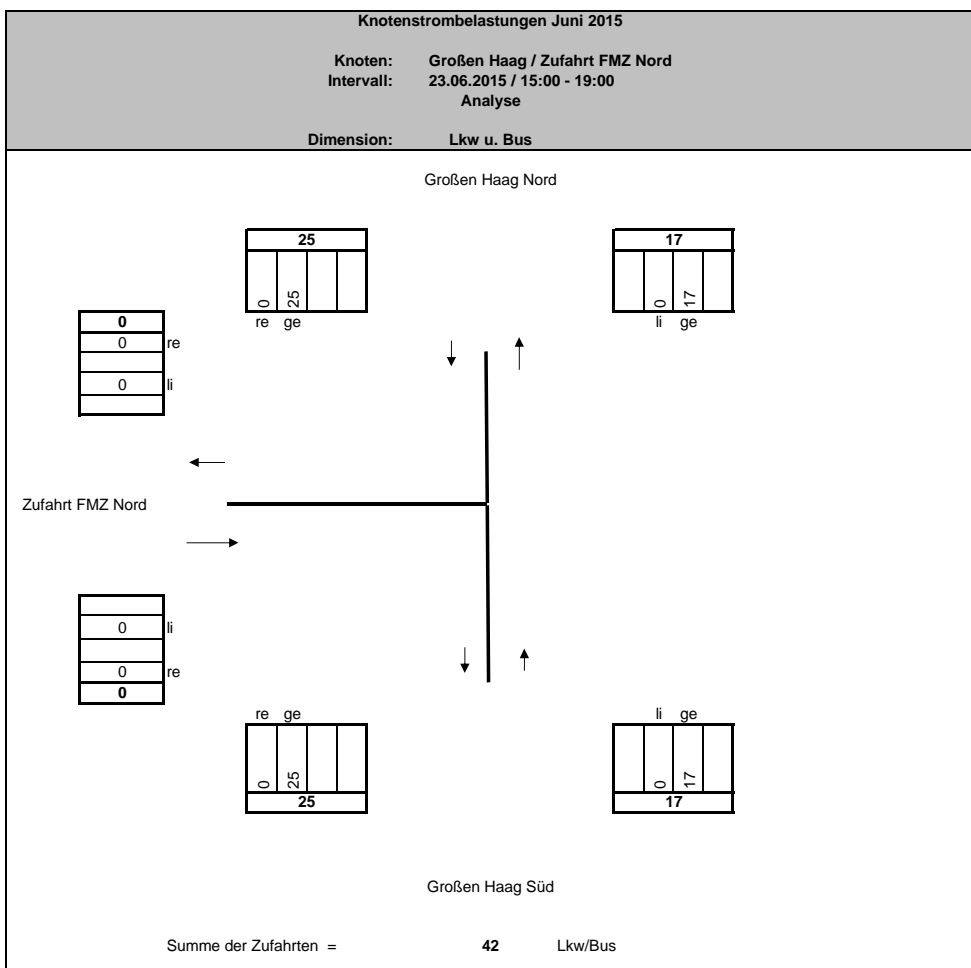 Knotenstrombelastungen Juni 2015
Knoten: Großen Haag / Zufahrt FMZ Nord
Intervall: 23.06.2015 / 15:00 - 19:00
Analyse
Dimension: Lkw u. Bus
Großen Haag Nord
25 17
0 25 0 17
re ge li ge
0
0 re
0 li
Zufahrt FMZ Nord
0 li
0 re
0
re ge li ge
0 25 0 17
25 17
Großen Haag Süd
Summe der Zufahrten = 42 Lkw/Bus